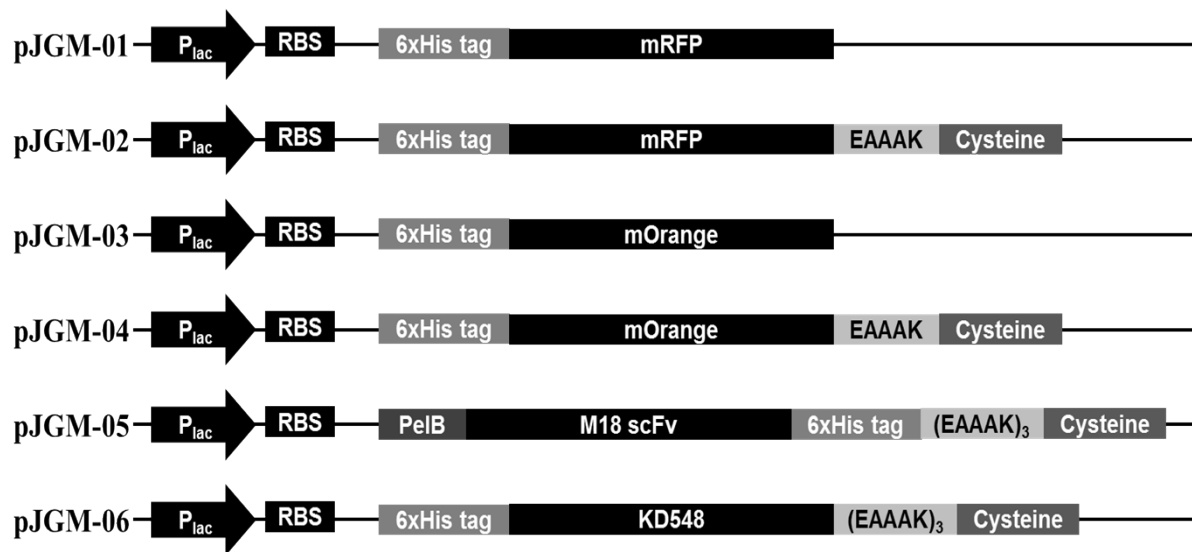 pJGM-01 Plac RBS 6xHis tag mRFP
pJGM-02 Plac RBS 6xHis tag mRFP EAAAK Cysteine
pJGM-03 Plac RBS 6xHis tag mOrange
pJGM-04 Plac RBS 6xHis tag mOrange EAAAK Cysteine
pJGM-05 Plac RBS PelB M18 scFv 6xHis tag (EAAAK)3 Cysteine
pJGM-06 Plac RBS 6xHis tag KD548 (EAAAK)3 Cysteine